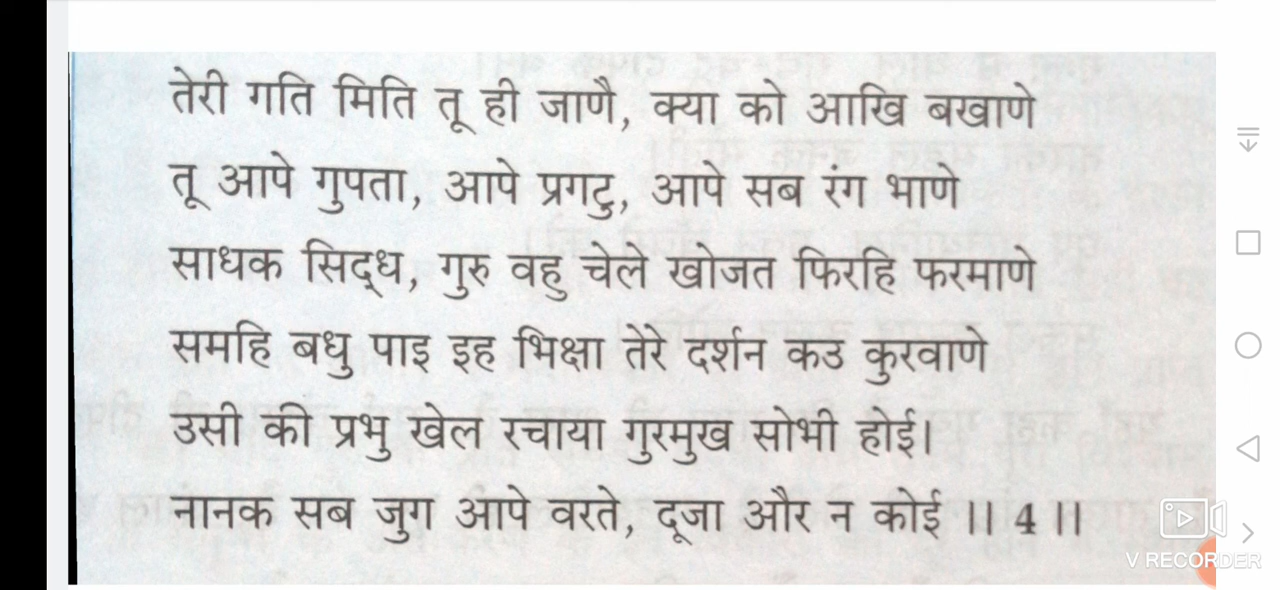 तेरी गति मिति तू ही जाणै, क्या को आखि बखाणे
तू आपे गुपता, आपे प्रगटु, आपे सब रंग भाणे
साधक सिद्ध, गुरु वहु चेले खोजत फिरहि फरमाणे
समहि बधु पाइ इह भिक्षा तेरे दर्शन कउ कुरवाणे
उसी की प्रभु खेल रचाया गुरमुख सोभी होई।
नानक सब जुग आपे वरते, दूजा और न कोई ।। 4 ।।
V RECORDER